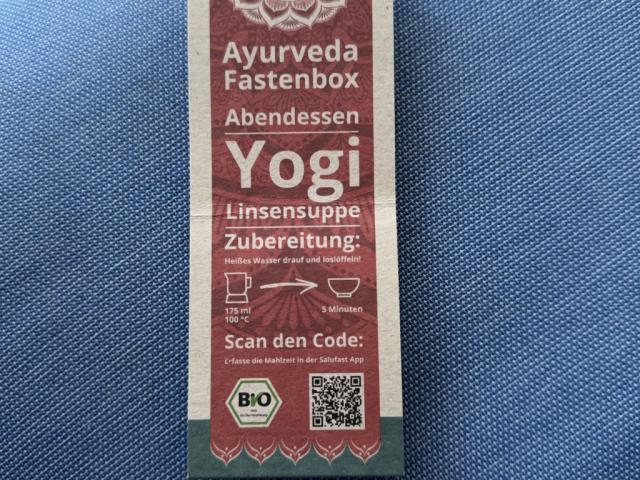 Ayurveda
Fastenbox
Abendessen
Yogi
Linsensuppe
Zubereitung:
Heißes Wasser drauf und loslöffeln!
175 ml
100 °C
5 Minuten
Scan den Code:
Erfasse die Mahlzeit in der Salufast App
BIO